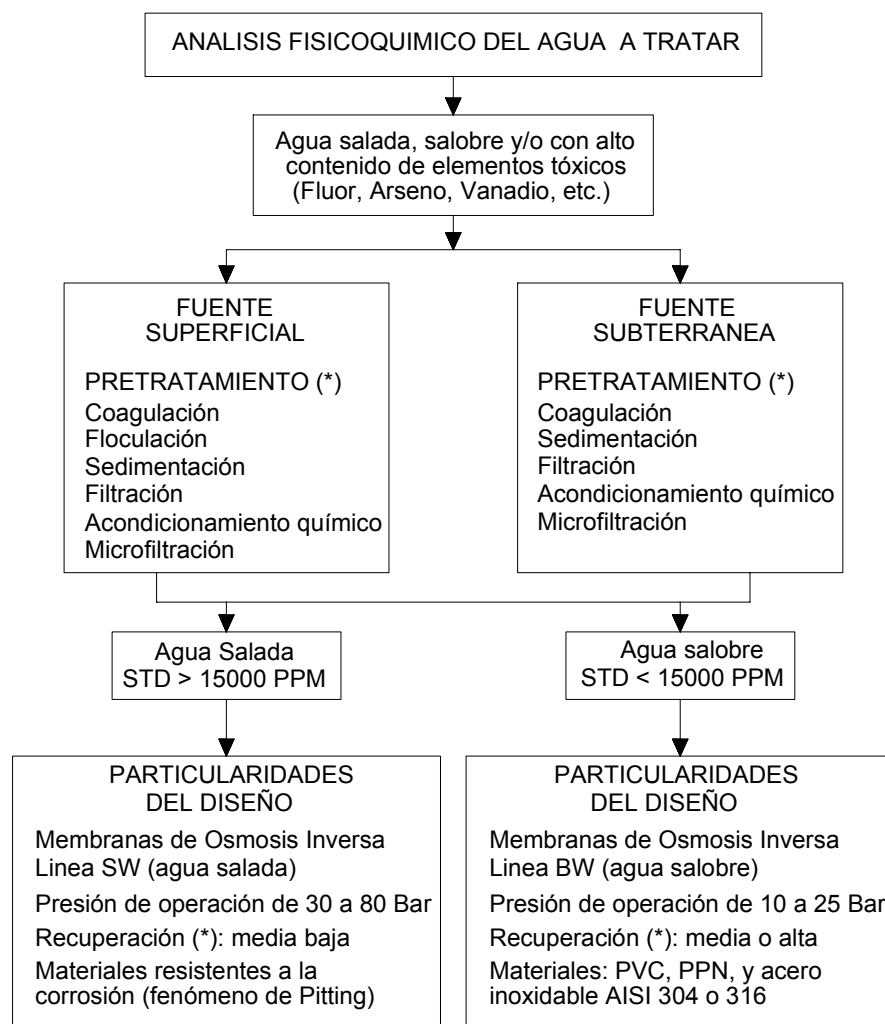 ANALISIS FISICOQUIMICO DEL AGUA A TRATAR
Agua salada, salobre y/o con alto
contenido de elementos tóxicos
(Fluor, Arseno, Vanadio, etc.)
FUENTE
SUPERFICIAL
PRETRATAMIENTO (*)
Coagulación
Floculación
Sedimentación
Filtración
Acondicionamiento químico
Microfiltración
FUENTE
SUBTERRANEA
PRETRATAMIENTO (*)
Coagulación
Sedimentación
Filtración
Acondicionamiento químico
Microfiltración
Agua Salada
STD > 15000 PPM
Agua salobre
STD < 15000 PPM
PARTICULARIDADES
DEL DISEÑO
Membranas de Osmosis Inversa
Linea SW (agua salada)
Presión de operación de 30 a 80 Bar
Recuperación (*): media baja
Materiales resistentes a la
corrosión (fenómeno de Pitting)
PARTICULARIDADES
DEL DISEÑO
Membranas de Osmosis Inversa
Linea BW (agua salobre)
Presión de operación de 10 a 25 Bar
Recuperación (*): media o alta
Materiales: PVC, PPN, y acero
inoxidable AISI 304 o 316